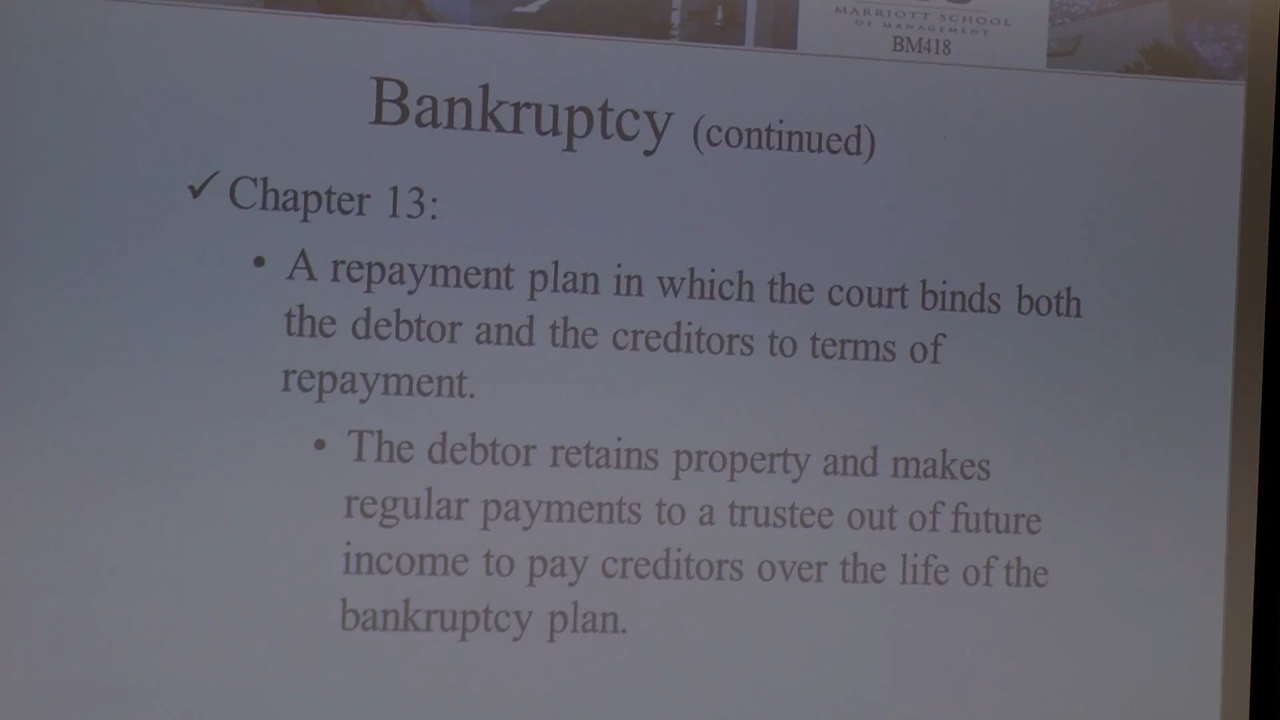 MARRIOTT SCHOOL
OF MANAGEMENT
BM418
Bankruptcy (continued)
✓ Chapter 13:
• A repayment plan in which the court binds both
the debtor and the creditors to terms of
repayment.
• The debtor retains property and makes
regular payments to a trustee out of future
income to pay creditors over the life of the
bankruptcy plan.